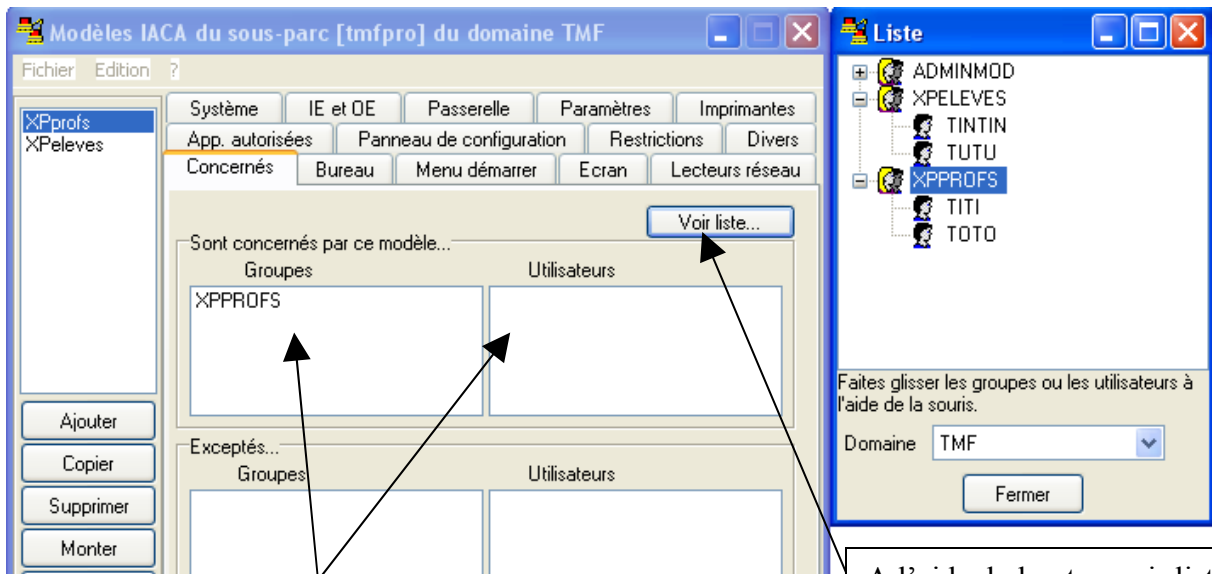 Modèles IACA du sous-parc [tmfpro] du domaine TMF
Fichier Edition ?
XPprofs
XPeleves
Système IE et OE Passerelle Paramètres Imprimantes
App. autorisées Panneau de configuration Restrictions Divers
Concernés Bureau Menu démarrer Ecran Lecteurs réseau
Voir liste...
Sont concernés par ce modèle...
Groupes Utilisateurs
XPPROFS
Exceptés...
Groupes Utilisateurs
Ajouter
Copier
Supprimer
Monter
Liste
ADMINMOD
XPELEVES
TINTIN
TUTU
XPPROFS
TITI
TOTO
Faites glisser les groupes ou les utilisateurs à
l'aide de la souris.
Domaine TMF
Fermer